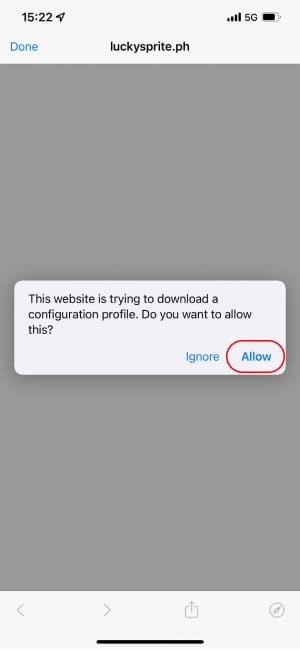 15:22 5G
Done luckysprite.ph
This website is trying to download a
configuration profile. Do you want to allow
this?
Ignore Allow